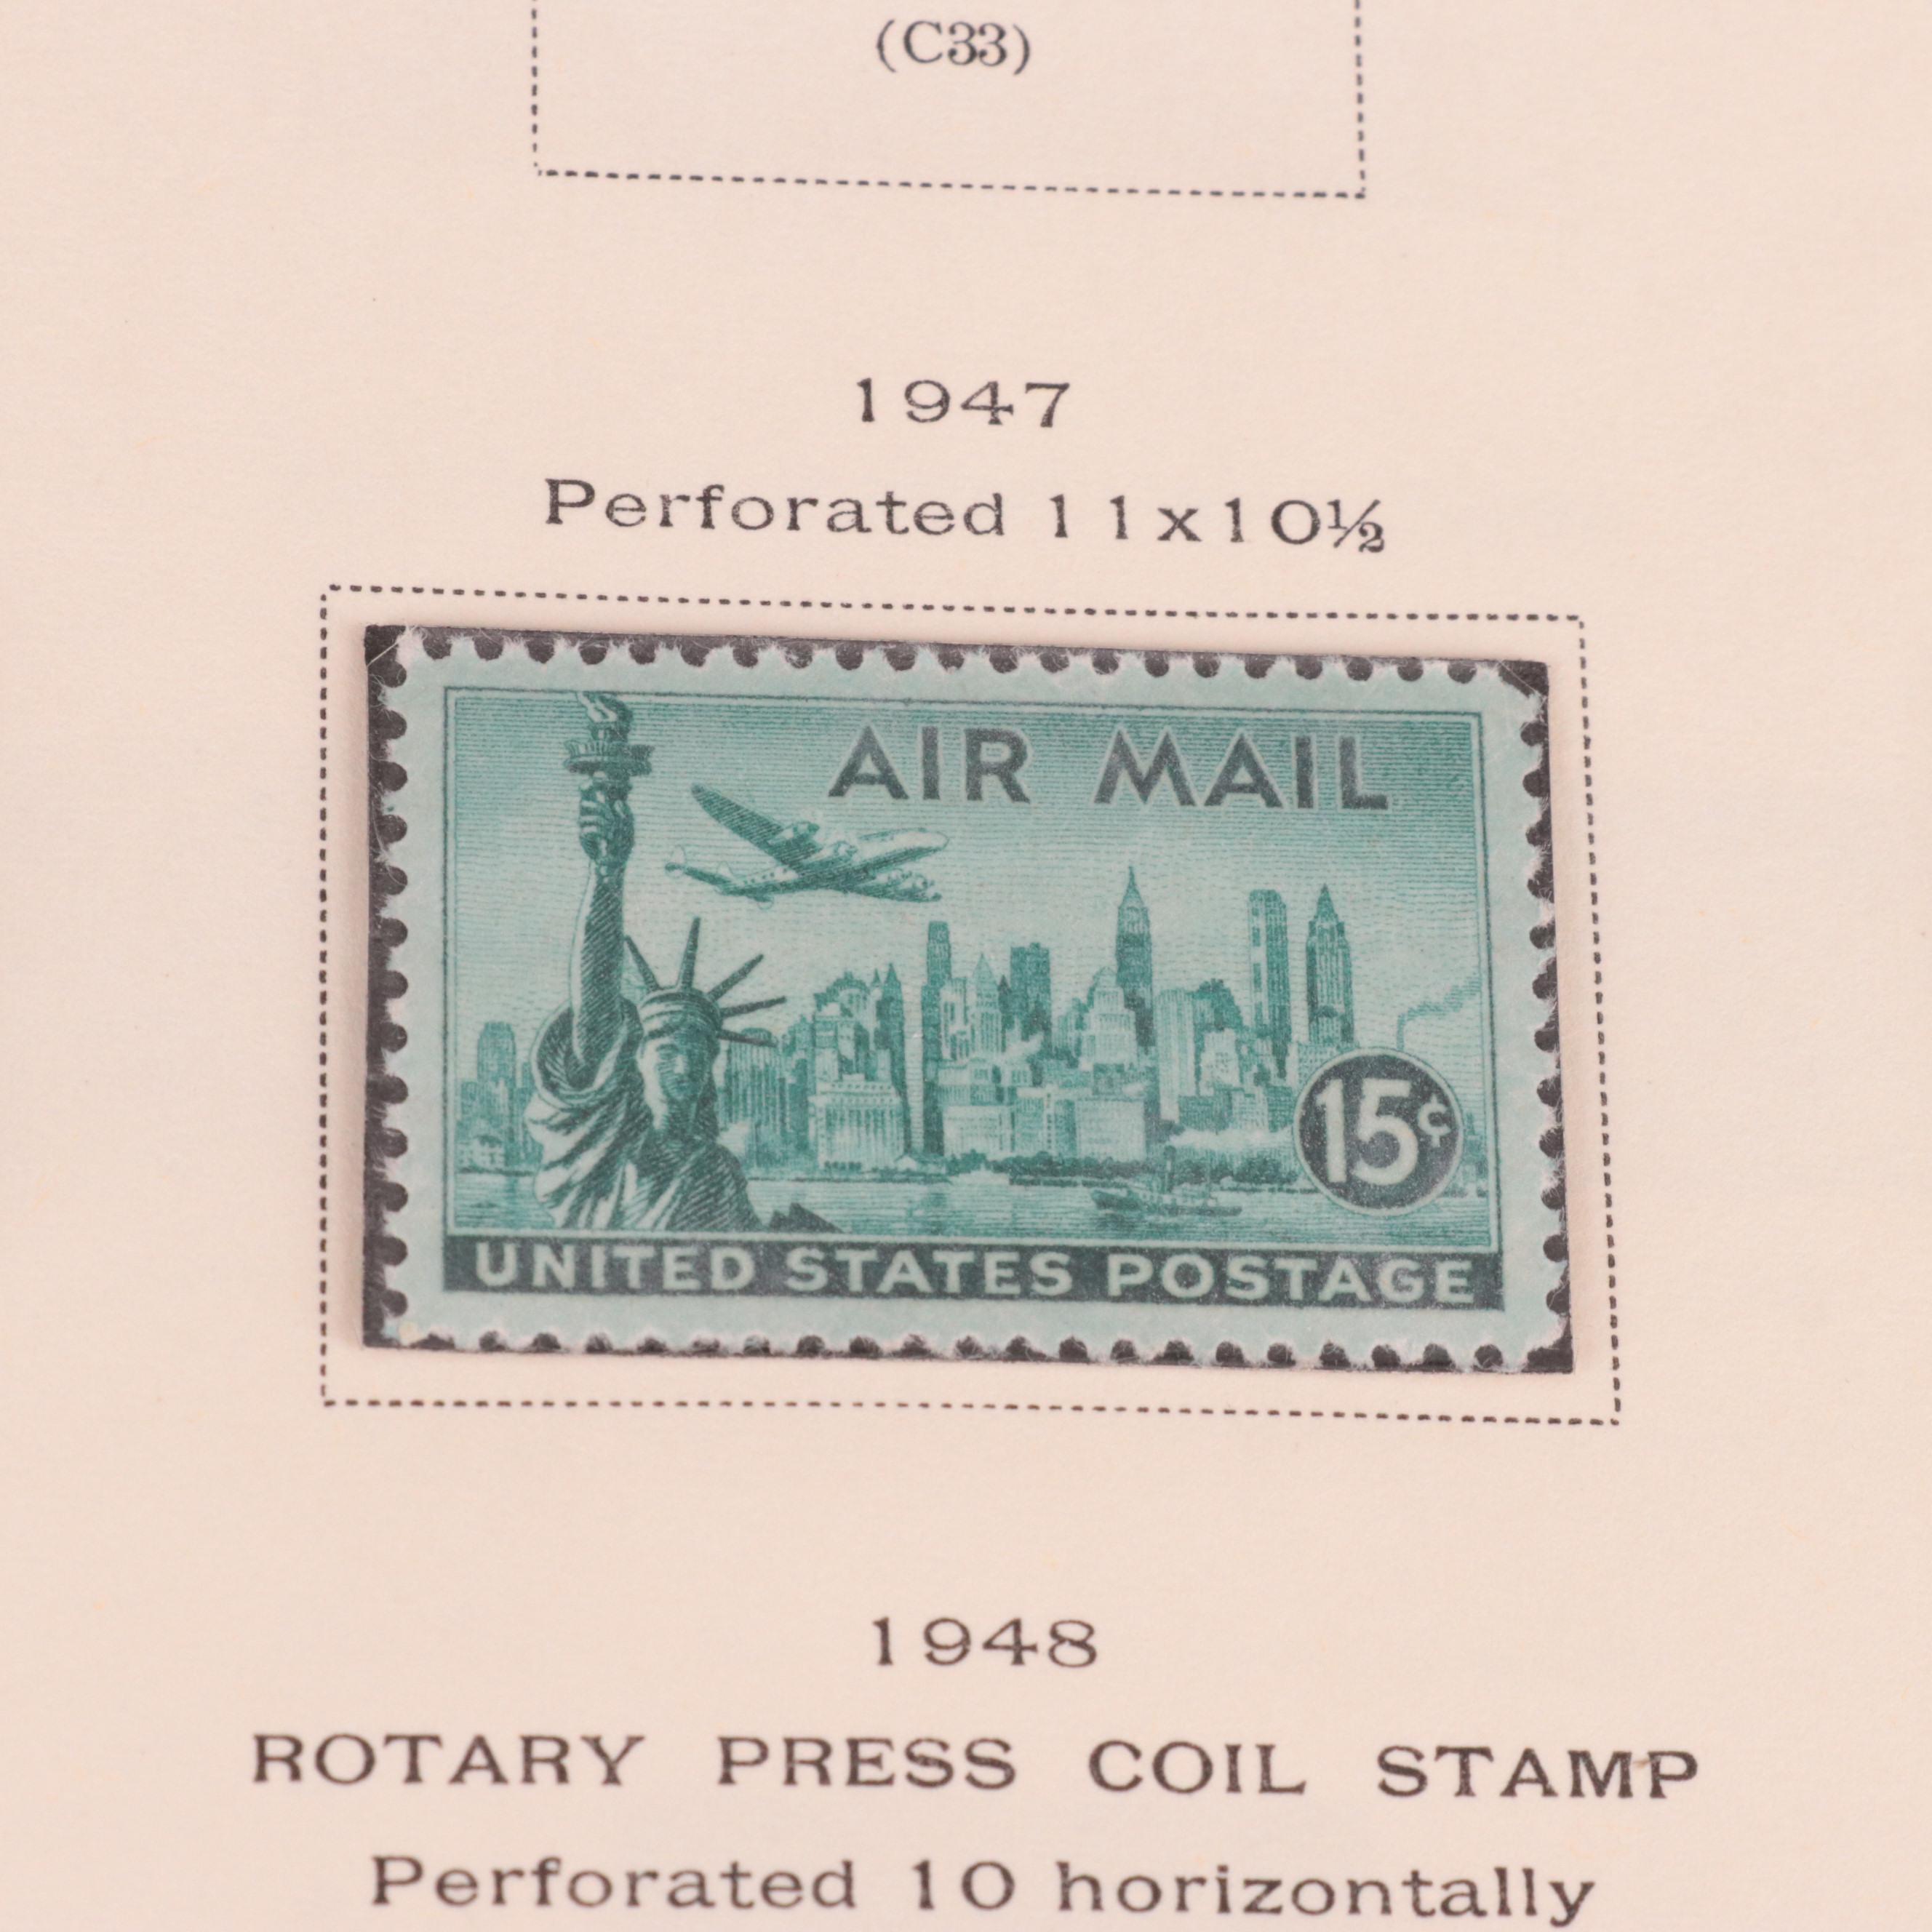 (C33)
1947
Perforated 11x10½
AIR MAIL
15¢
UNITED STATES POSTAGE
1948
ROTARY PRESS COIL STAMP
Perforated 10 horizontally